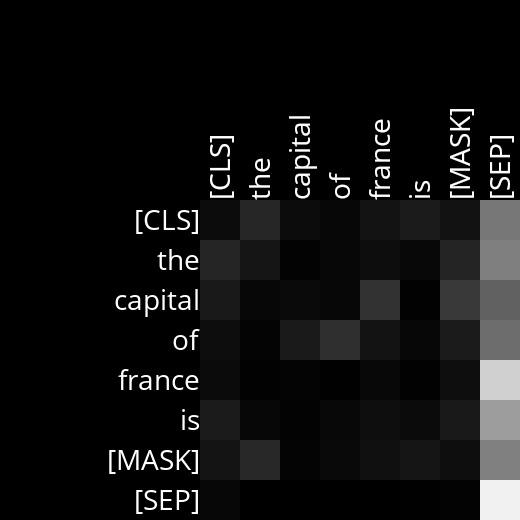 [CLS] the capital of france is [MASK] [SEP]
[CLS]
the
capital
of
france
is
[MASK]
[SEP]